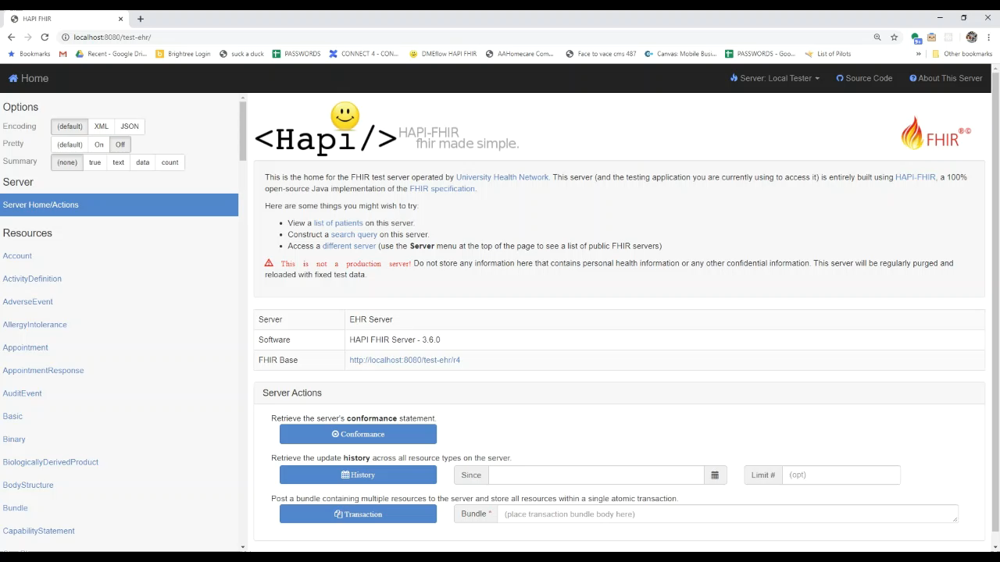 HAPI FHIR
localhost:8080/test-ehr/
9+
Bookmarks Recent - Google Dri... Brightree Login suck a duck PASSWORDS CONNECT 4 - CON... DMEflow HAPI FHIR AAHomecare Com... Face to vace cms 487 Canvas: Mobile Busi... PASSWORDS - Goo... List of Pilots » Other bookmarks
Home Server: Local Tester Source Code About This Server
Options
Encoding (default) XML JSON
Pretty (default) On Off
Summary (none) true text data count
Server
Server Home/Actions
Resources
Account
ActivityDefinition
AdverseEvent
AllergyIntolerance
Appointment
AppointmentResponse
AuditEvent
Basic
Binary
BiologicallyDerivedProduct
BodyStructure
Bundle
CapabilityStatement
<Hapi/> HAPI-FHIR
fhir made simple.
FHIR®©
This is the home for the FHIR test server operated by University Health Network. This server (and the testing application you are currently using to access it) is entirely built using HAPI-FHIR, a 100%
open-source Java implementation of the FHIR specification.
Here are some things you might wish to try:
• View a list of patients on this server.
• Construct a search query on this server.
• Access a different server (use the Server menu at the top of the page to see a list of public FHIR servers)
This is not a production server! Do not store any information here that contains personal health information or any other confidential information. This server will be regularly purged and
reloaded with fixed test data.
Server EHR Server
Software HAPI FHIR Server - 3.6.0
FHIR Base http://localhost:8080/test-ehr/r4
Server Actions
Retrieve the server's conformance statement.
Conformance
Retrieve the update history across all resource types on the server.
History Since Limit # (opt)
Post a bundle containing multiple resources to the server and store all resources within a single atomic transaction.
Transaction Bundle * (place transaction bundle body here)